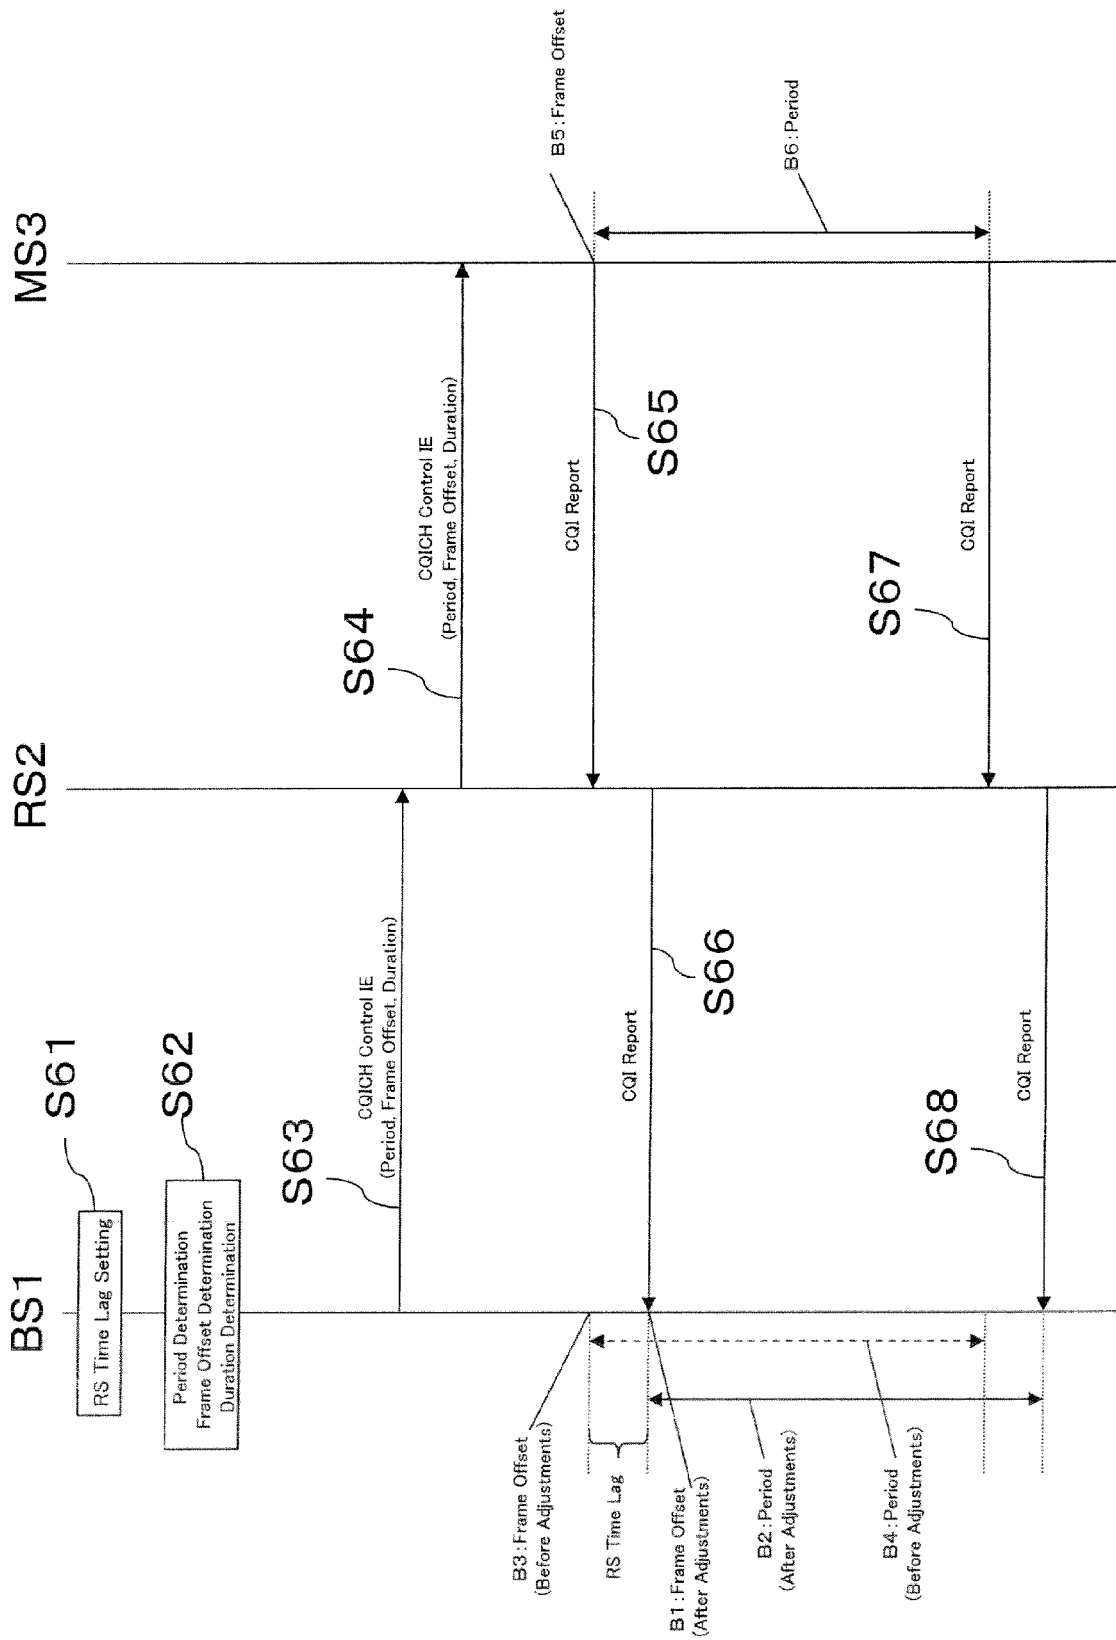 BS1
RS2
MS3
RS Time Lag Setting
S61
Period Determination
Frame Offset Determination
Duration Determination
S62
S63
CQICH Control IE
(Period, Frame Offset, Duration)
S64
CQICH Control IE
(Period, Frame Offset, Duration)
B3:Frame Offset
(Before Adjustments)
CQI Report
S65
B5:Frame Offset
RS Time Lag
B1:Frame Offset
(After Adjustments)
CQI Report
S66
B2:Period
(After Adjustments)
B4:Period
(Before Adjustments)
B6:Period
CQI Report
S67
CQI Report
S68